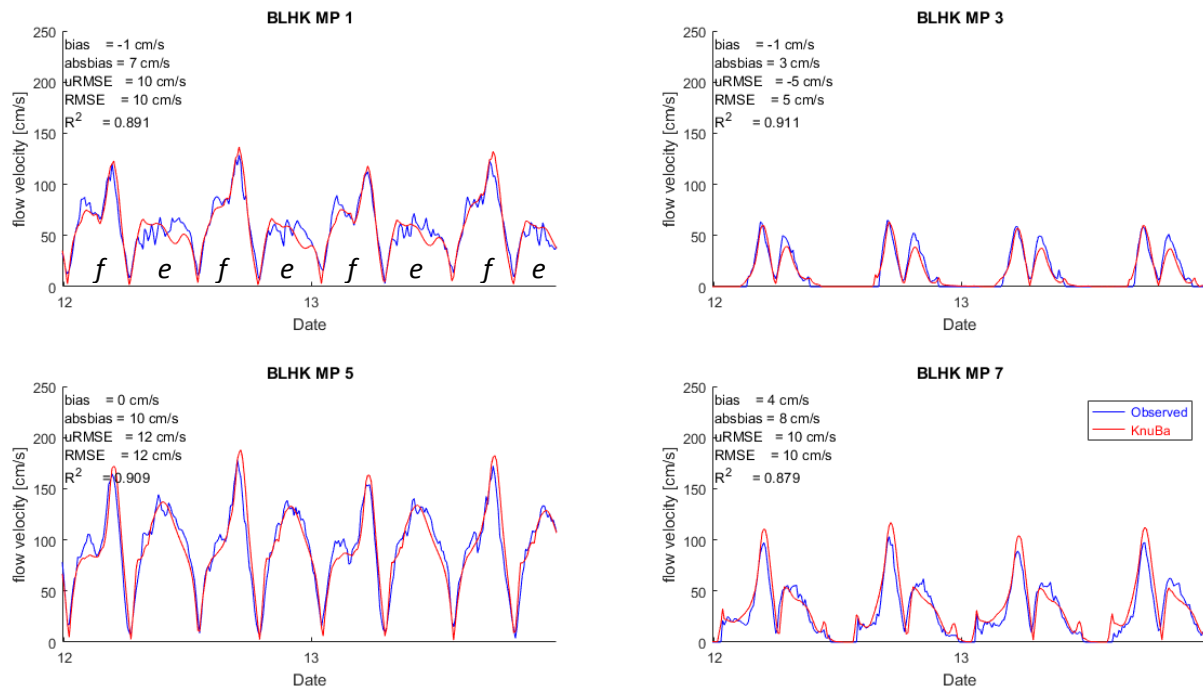 BLHK MP 1
bias = -1 cm/s
absbias = 7 cm/s
uRMSE = 10 cm/s
RMSE = 10 cm/s
R2 = 0.891
250
200
150
100
50
0
flow velocity [cm/s]
f e f e f e f e
12 13
Date
BLHK MP 3
bias = -1 cm/s
absbias = 3 cm/s
uRMSE = -5 cm/s
RMSE = 5 cm/s
R2 = 0.911
250
200
150
100
50
0
flow velocity [cm/s]
12 13
Date
BLHK MP 5
bias = 0 cm/s
absbias = 10 cm/s
uRMSE = 12 cm/s
RMSE = 12 cm/s
R2 = 0.909
250
200
150
100
50
0
flow velocity [cm/s]
12 13
Date
BLHK MP 7
bias = 4 cm/s
absbias = 8 cm/s
uRMSE = 10 cm/s
RMSE = 10 cm/s
R2 = 0.879
Observed
KnuBa
250
200
150
100
50
0
flow velocity [cm/s]
12 13
Date